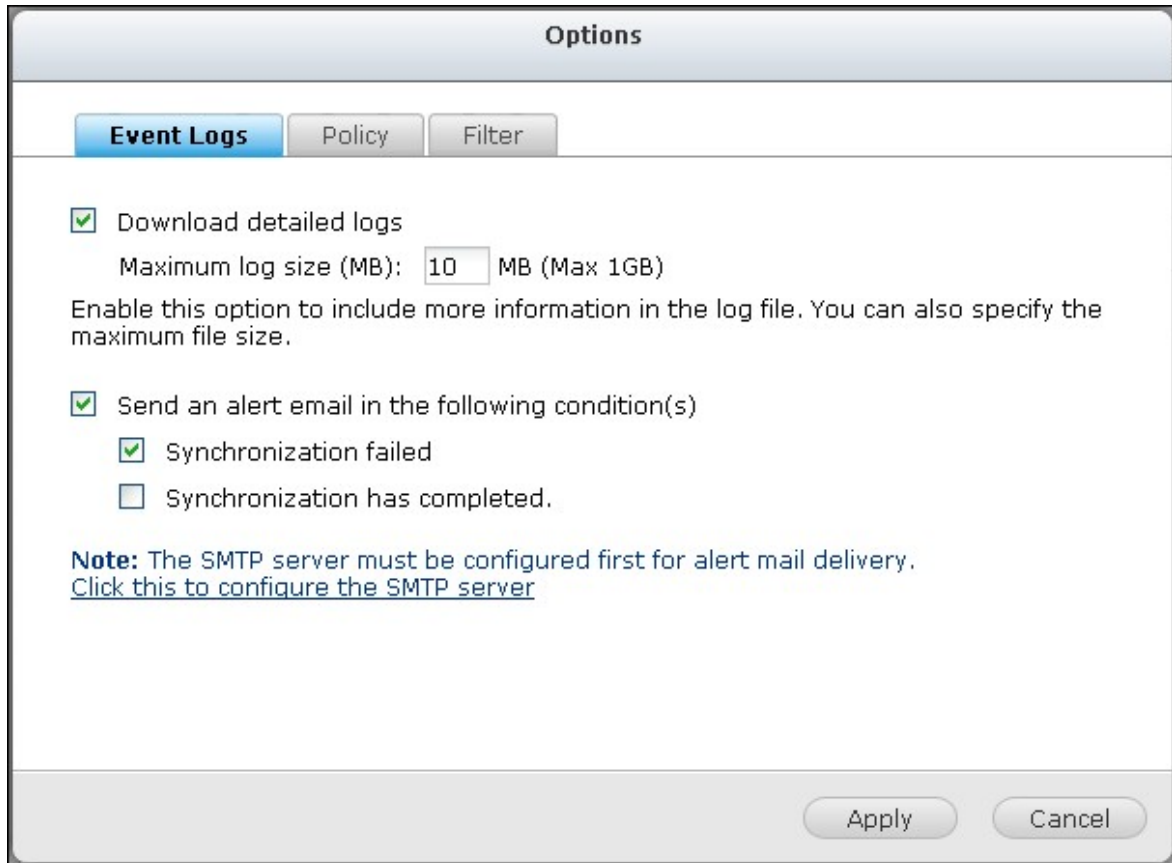 Options
Event Logs
Policy
Filter
Download detailed logs
Maximum log size (MB): 10 MB (Max 1GB)
Enable this option to include more information in the log file. You can also specify the
maximum file size.
Send an alert email in the following condition(s)
Synchronization failed
Synchronization has completed.
Note: The SMTP server must be configured first for alert mail delivery.
Click this to configure the SMTP server
Apply
Cancel